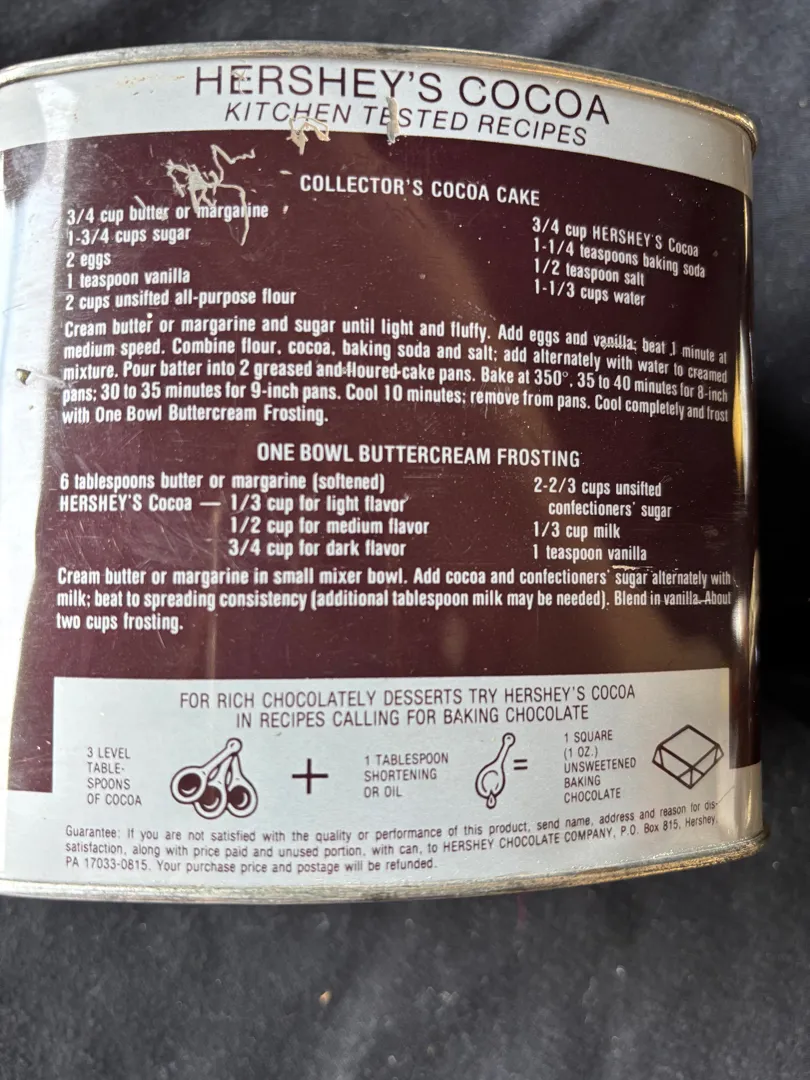 HERSHEY'S COCOA
KITCHEN TESTED RECIPES
COLLECTOR'S COCOA CAKE
3/4 cup butter or margarine
1-3/4 cups sugar
2 eggs
1 teaspoon vanilla
2 cups unsifted all-purpose flour
3/4 cup HERSHEY'S Cocoa
1-1/4 teaspoons baking soda
1/2 teaspoon salt
1-1/3 cups water
Cream butter or margarine and sugar until light and fluffy. Add eggs and vanilla; beat 1 minute at
medium speed. Combine flour, cocoa, baking soda and salt; add alternately with water to creamed
mixture. Pour batter into 2 greased and floured cake pans. Bake at 350°. 35 to 40 minutes for 8-inch
pans; 30 to 35 minutes for 9-inch pans. Cool 10 minutes; remove from pans. Cool completely and frost
with One Bowl Buttercream Frosting.
ONE BOWL BUTTERCREAM FROSTING
6 tablespoons butter or margarine (softened)
HERSHEY'S Cocoa — 1/3 cup for light flavor
1/2 cup for medium flavor
3/4 cup for dark flavor
2-2/3 cups unsifted
confectioners' sugar
1/3 cup milk
1 teaspoon vanilla
Cream butter or margarine in small mixer bowl. Add cocoa and confectioners' sugar alternately with
milk; beat to spreading consistency (additional tablespoon milk may be needed). Blend in vanilla. About
two cups frosting.
FOR RICH CHOCOLATELY DESSERTS TRY HERSHEY'S COCOA
IN RECIPES CALLING FOR BAKING CHOCOLATE
3 LEVEL
TABLE-
SPOONS
OF COCOA
+
1 TABLESPOON
SHORTENING
OR OIL
=
1 SQUARE
(1 OZ.)
UNSWEETENED
BAKING
CHOCOLATE
Guarantee: If you are not satisfied with the quality or performance of this product, send name, address and reason for dis-
satisfaction, along with price paid and unused portion, with can, to HERSHEY CHOCOLATE COMPANY, P.O. Box 815, Hershey,
PA 17033-0815. Your purchase price and postage will be refunded.